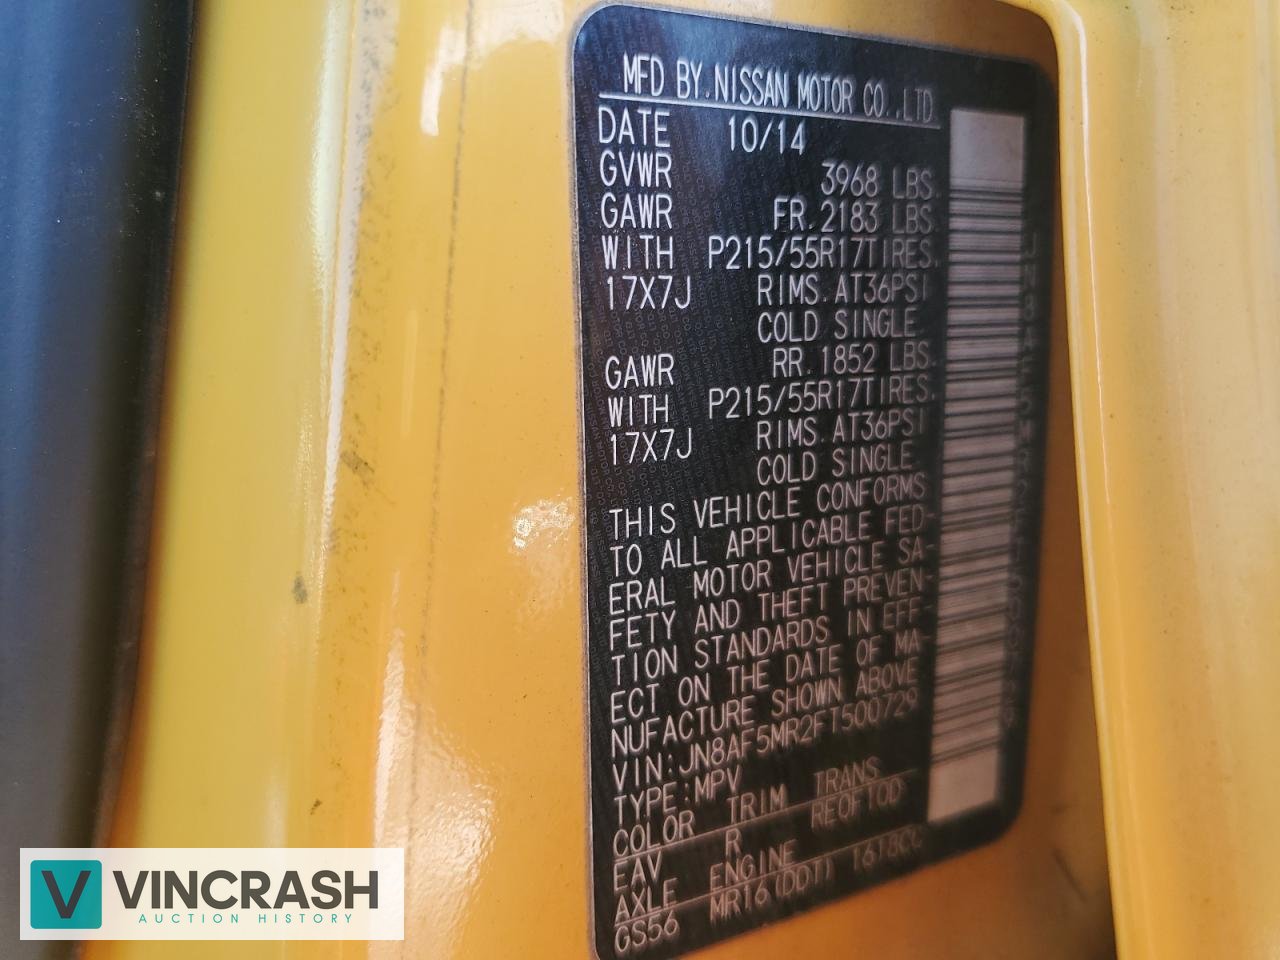 MFD BY.NISSAN MOTOR CO.,LTD.
DATE 10/14
GVWR 3968 LBS.
GAWR FR.2183 LBS.
WITH P215/55R17TIRES.
17X7J RIMS.AT36PSI
COLD SINGLE.
GAWR RR.1852 LBS.
WITH P215/55R17TIRES.
17X7J RIMS.AT36PSI
COLD SINGLE.
THIS VEHICLE CONFORMS
TO ALL APPLICABLE FED-
ERAL MOTOR VEHICLE SA-
FETY AND THEFT PREVEN-
TION STANDARDS IN EFF-
ECT ON THE DATE OF MA-
NUFACTURE SHOWN ABOVE
VIN:JN8AF5MR2FT500729
TYPE:MPV
COLOR TRIM TRANS
EAV R RE0F10D
AXLE ENGINE
GS56 MR16(DDT) 1618CC
VINCRASH
AUCTION HISTORY